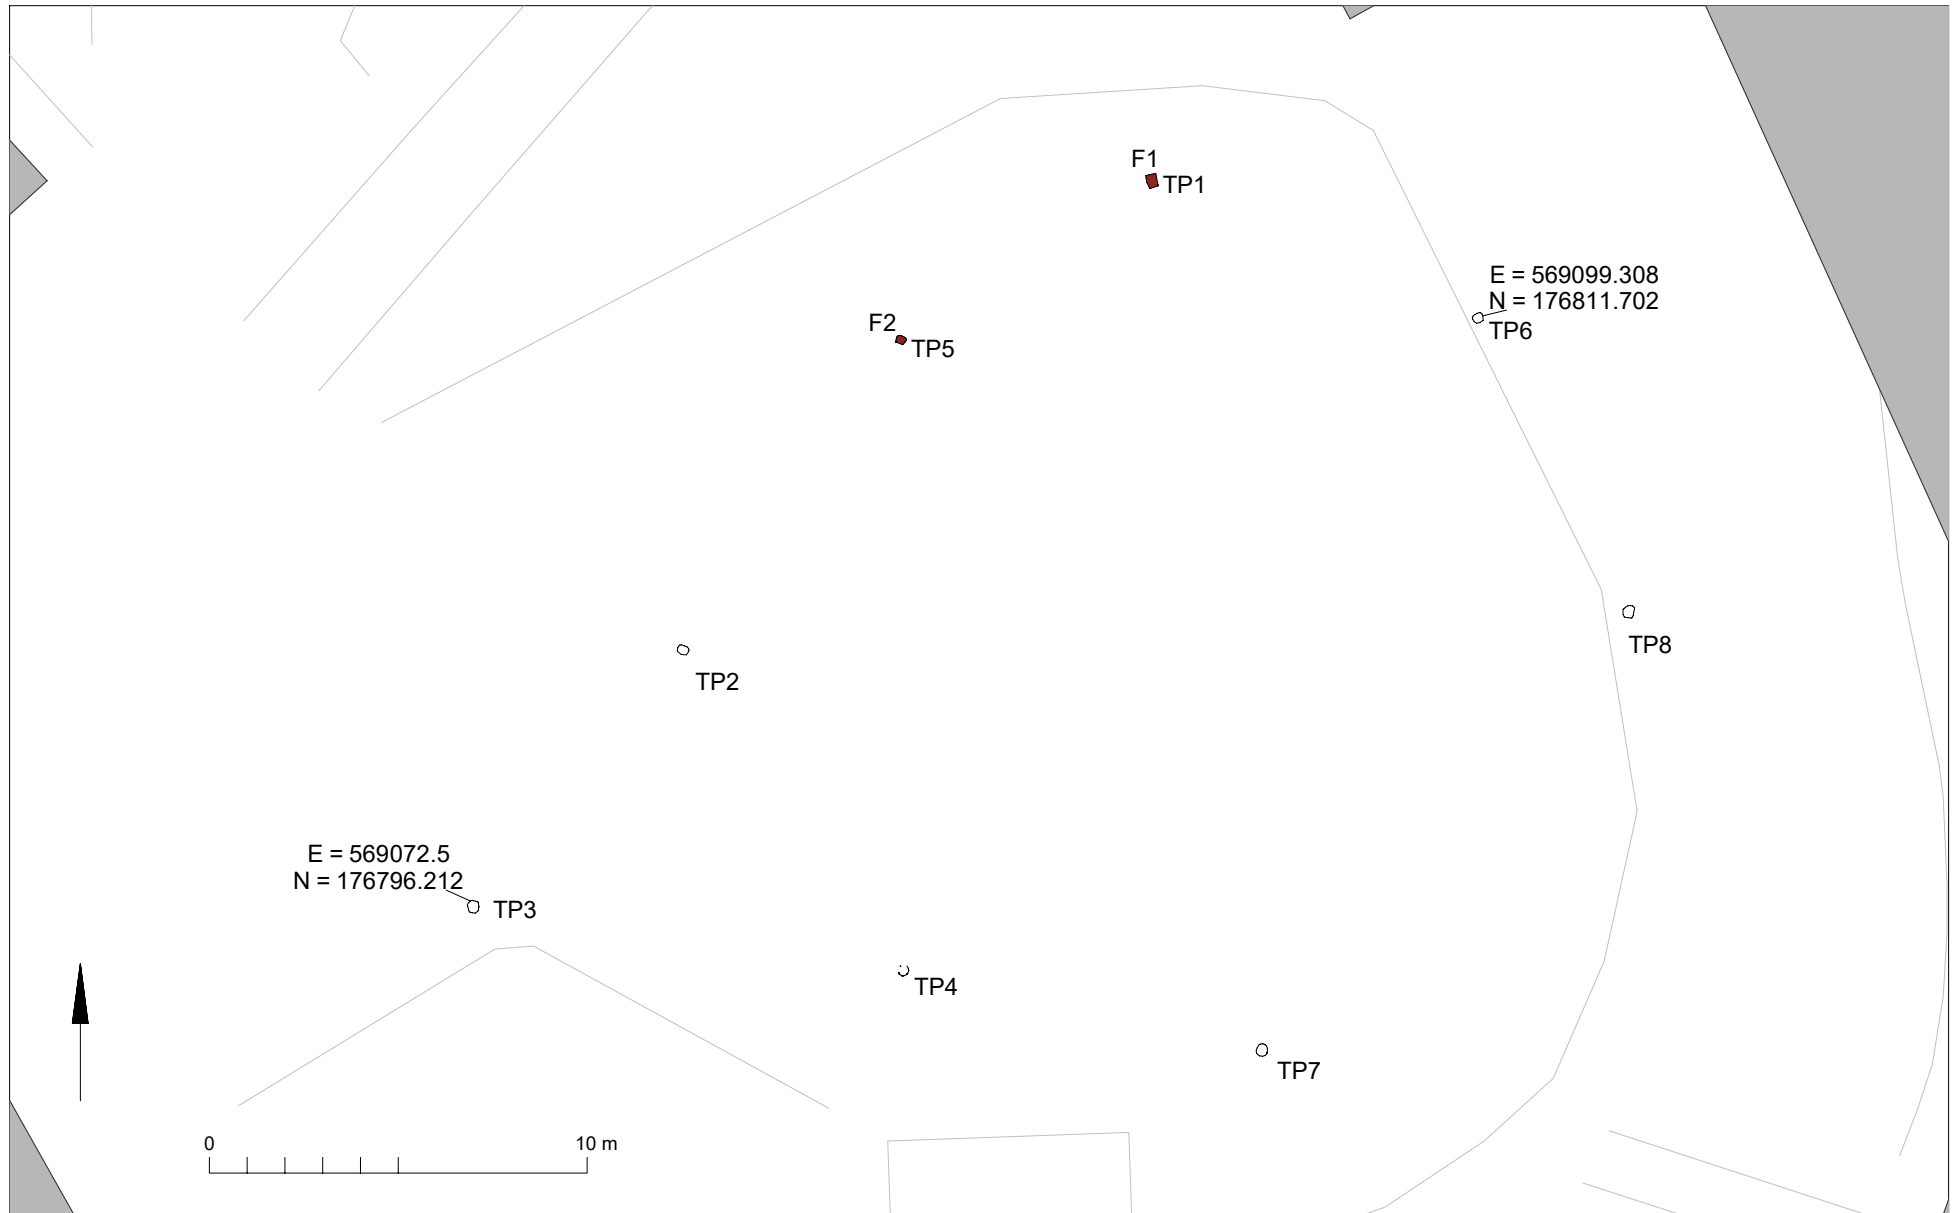 F1
TP1
E = 569099.308
N = 176811.702
TP6
F2
TP5
TP8
TP2
E = 569072.5
N = 176796.212
TP3
TP4
TP7
0 10 m